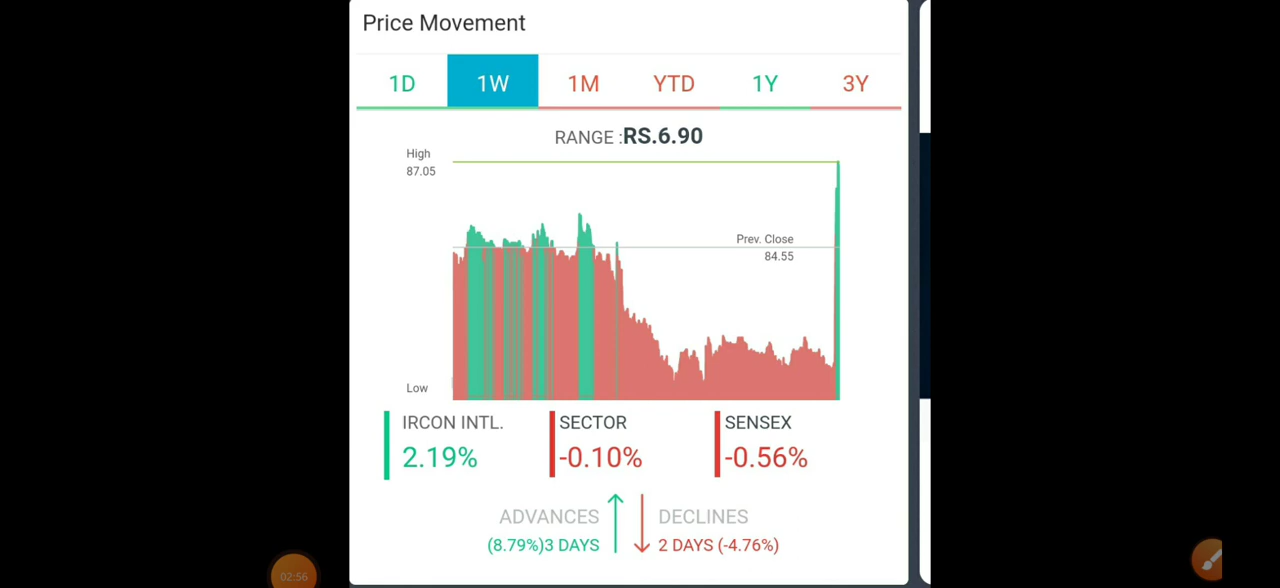 Price Movement
1D 1W 1M YTD 1Y 3Y
RANGE :RS.6.90
High
87.05
Prev. Close
84.55
Low
IRCON INTL. SECTOR SENSEX
2.19% -0.10% -0.56%
ADVANCES DECLINES
(8.79%)3 DAYS 2 DAYS (-4.76%)
02:56